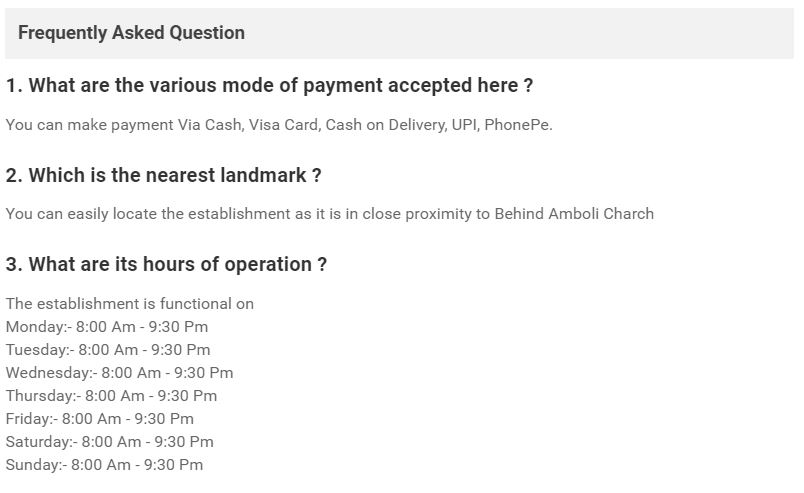 Frequently Asked Question
1. What are the various mode of payment accepted here ?
You can make payment Via Cash, Visa Card, Cash on Delivery, UPI, PhonePe.
2. Which is the nearest landmark ?
You can easily locate the establishment as it is in close proximity to Behind Amboli Charch
3. What are its hours of operation ?
The establishment is functional on
Monday:- 8:00 Am - 9:30 Pm
Tuesday:- 8:00 Am - 9:30 Pm
Wednesday:- 8:00 Am - 9:30 Pm
Thursday:- 8:00 Am - 9:30 Pm
Friday:- 8:00 Am - 9:30 Pm
Saturday:- 8:00 Am - 9:30 Pm
Sunday:- 8:00 Am - 9:30 Pm